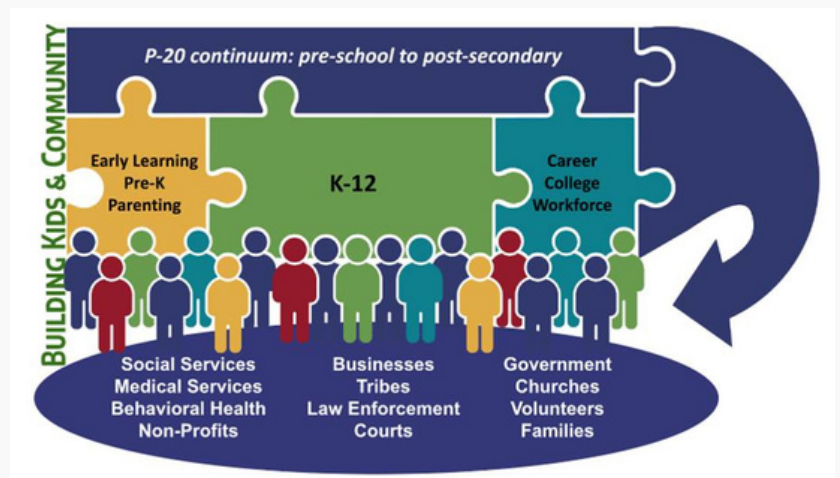 BUILDING KIDS & COMMUNITY
P-20 continuum: pre-school to post-secondary
Early Learning
Pre-K
Parenting
K-12
Career
College
Workforce
Social Services
Medical Services
Behavioral Health
Non-Profits
Businesses
Tribes
Law Enforcement
Courts
Government
Churches
Volunteers
Families